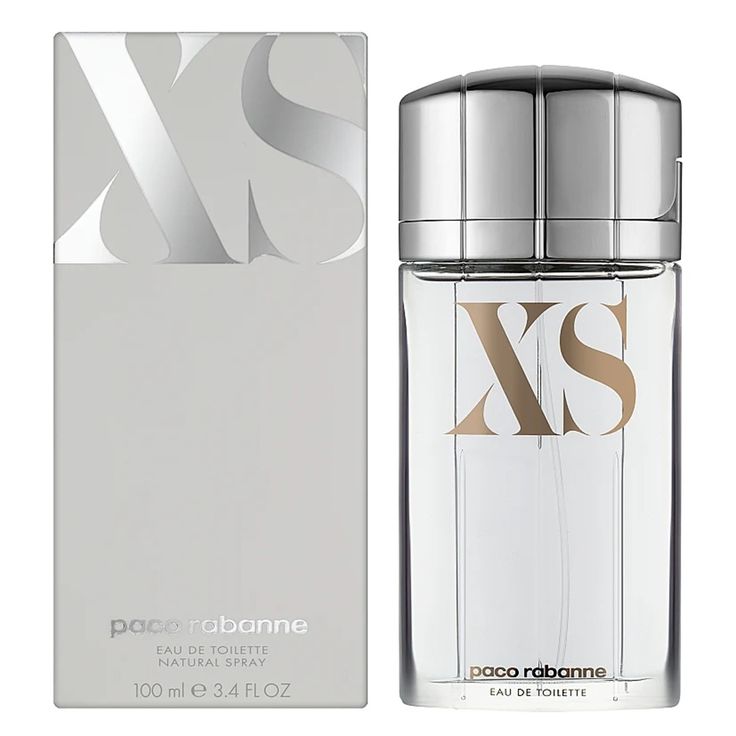 XS
paco rabanne
EAU DE TOILETTE
NATURAL SPRAY
100 ml e 3.4 FL OZ
XS
paco rabanne
EAU DE TOILETTE